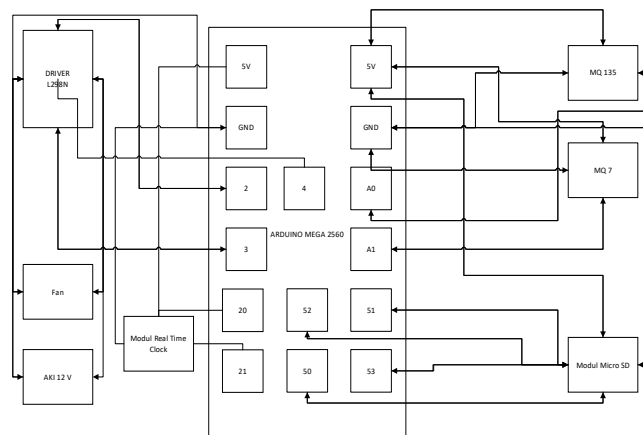 5V
5V
DRIVER
L298N
MQ 135
GND
GND
2
4
A0
MQ 7
ARDUINO MEGA 2560
3
A1
Fan
20
52
51
Modul Real Time
Clock
AKI 12 V
21
50
53
Modul Micro SD